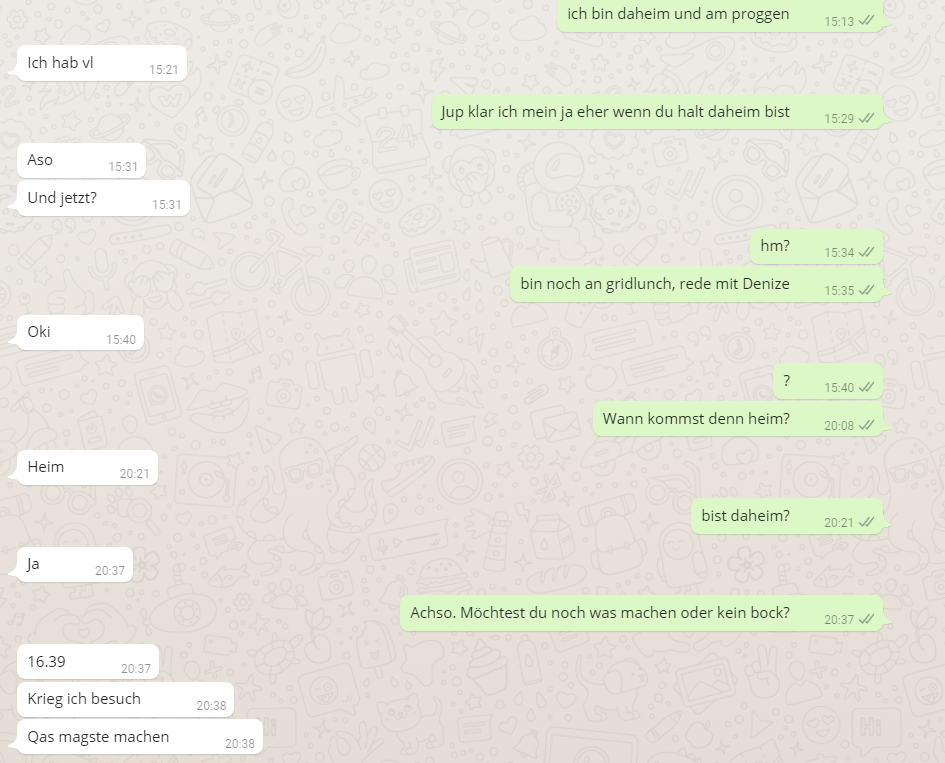 ich bin daheim und am proggen 15:13
Ich hab vl 15:21
Jup klar ich mein ja eher wenn du halt daheim bist 15:29
Aso 15:31
Und jetzt? 15:31
hm? 15:34
bin noch an gridlunch, rede mit Denize 15:35
Oki 15:40
? 15:40
Wann kommst denn heim? 20:08
Heim 20:21
bist daheim? 20:21
Ja 20:37
Achso. Möchtest du noch was machen oder kein bock? 20:37
16.39 20:37
Krieg ich besuch 20:38
Qas magste machen 20:38